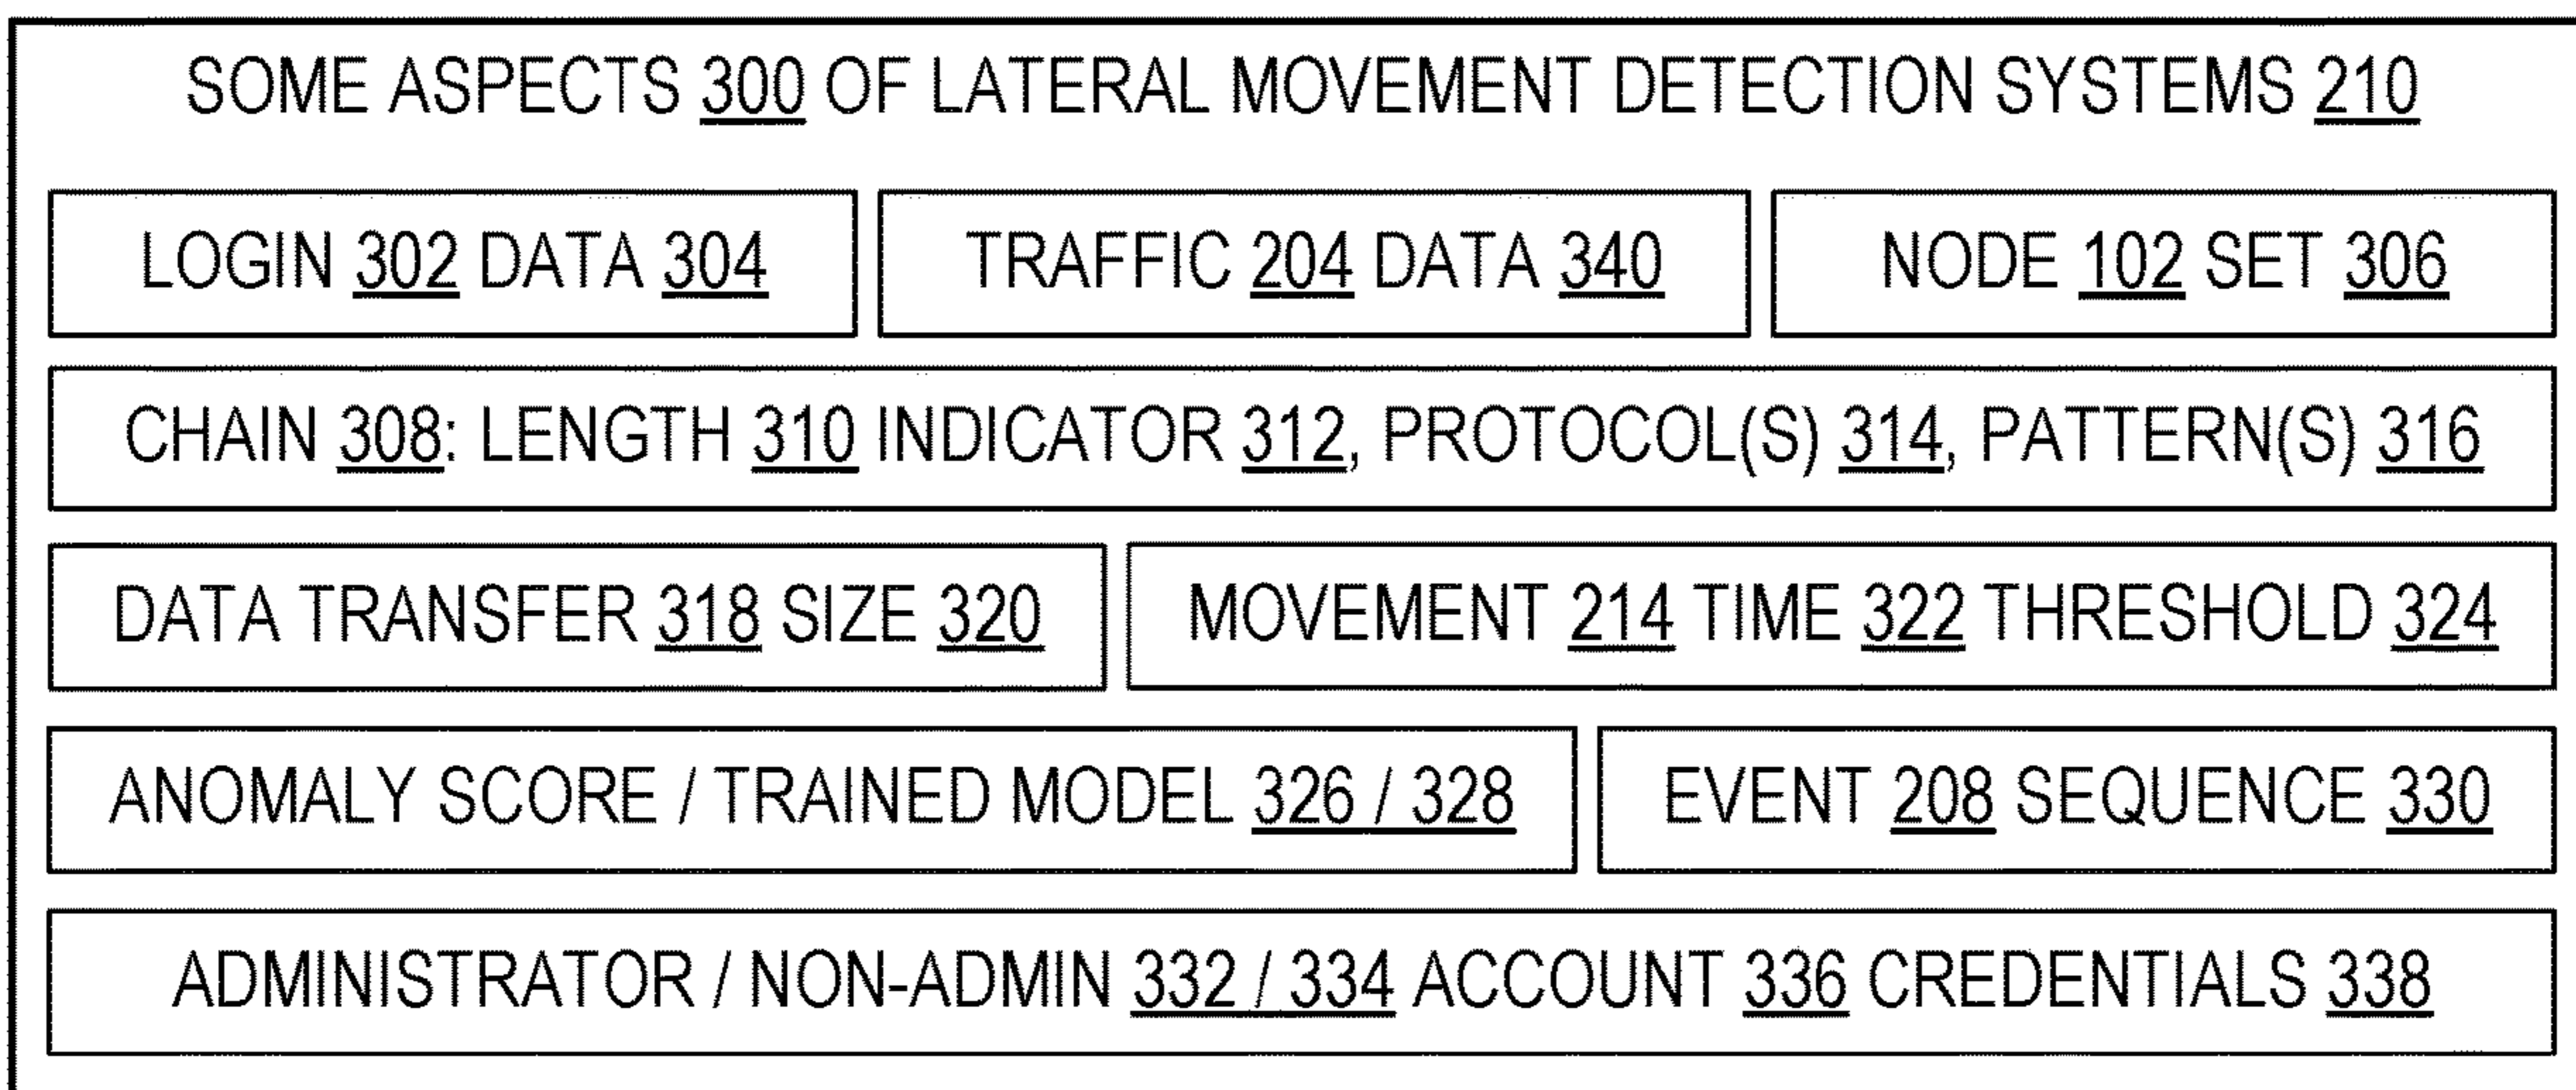 SOME ASPECTS 300 OF LATERAL MOVEMENT DETECTION SYSTEMS 210
LOGIN 302 DATA 304
TRAFFIC 204 DATA 340
NODE 102 SET 306
CHAIN 308: LENGTH 310 INDICATOR 312, PROTOCOL(S) 314, PATTERN(S) 316
DATA TRANSFER 318 SIZE 320
MOVEMENT 214 TIME 322 THRESHOLD 324
ANOMALY SCORE / TRAINED MODEL 326 / 328
EVENT 208 SEQUENCE 330
ADMINISTRATOR / NON-ADMIN 332 / 334 ACCOUNT 336 CREDENTIALS 338